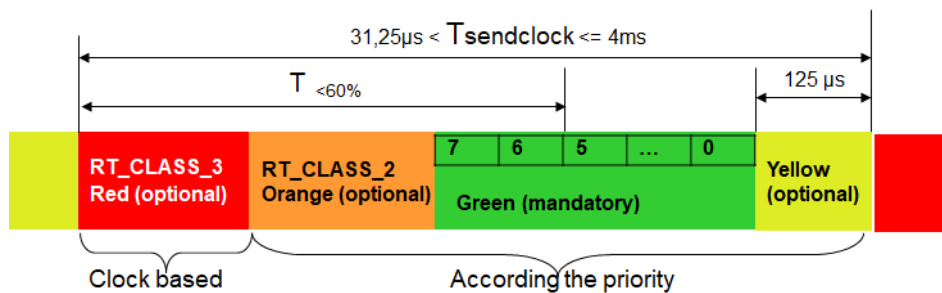 31,25µs < Tsendclock <= 4ms
T <60%
125 µs
7 6 5 ... 0
RT_CLASS_3
Red (optional)
RT_CLASS_2
Orange (optional)
Green (mandatory)
Yellow
(optional)
Clock based
According the priority